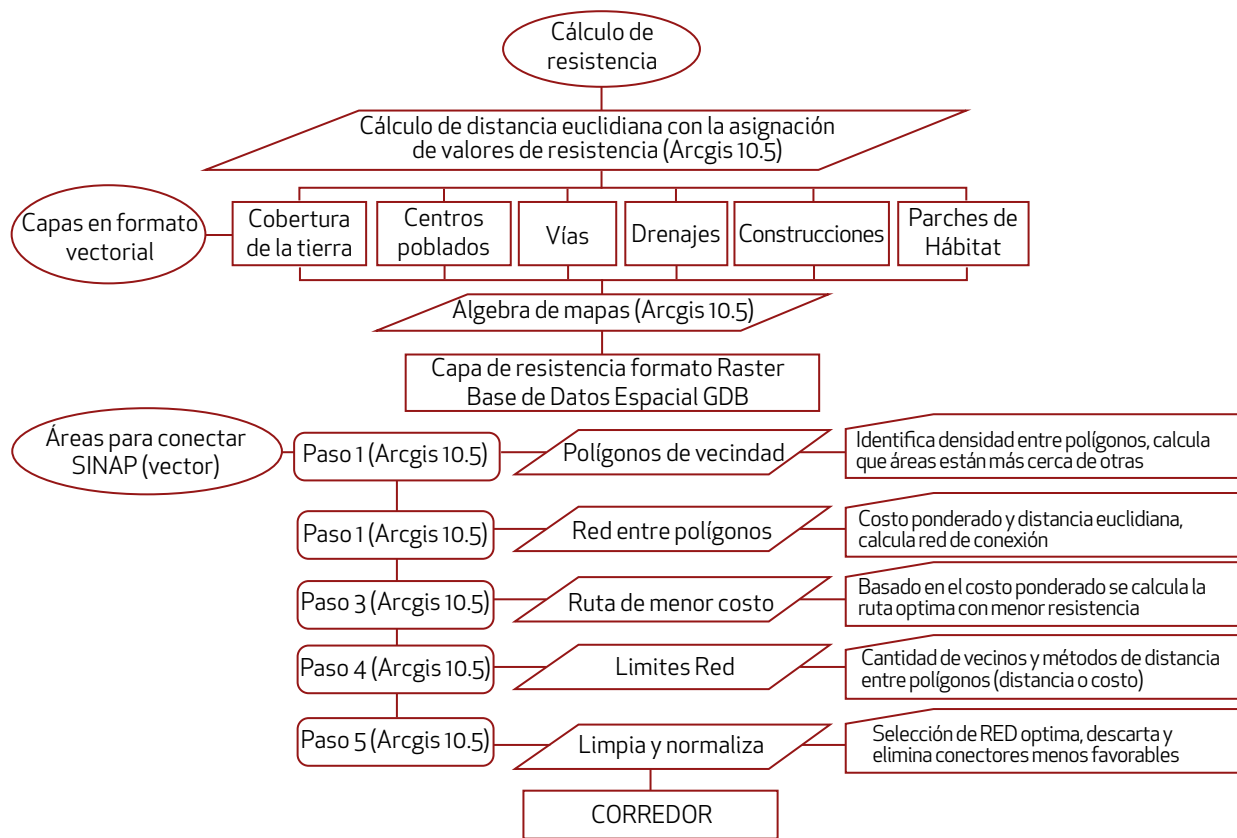 Cálculo de
resistencia
Cálculo de distancia euclidiana con la asignación
de valores de resistencia (Arcgis 10.5)
Capas en formato
vectorial
Cobertura
de la tierra
Centros
poblados
Vías
Drenajes
Construcciones
Parches de
Hábitat
Algebra de mapas (Arcgis 10.5)
Capa de resistencia formato Raster
Base de Datos Espacial GDB
Áreas para conectar
SINAP (vector)
Paso 1 (Arcgis 10.5)
Polígonos de vecindad
Identifica densidad entre polígonos, calcula
que áreas están más cerca de otras
Paso 1 (Arcgis 10.5)
Red entre polígonos
Costo ponderado y distancia euclidiana,
calcula red de conexión
Paso 3 (Arcgis 10.5)
Ruta de menor costo
Basado en el costo ponderado se calcula la
ruta optima con menor resistencia
Paso 4 (Arcgis 10.5)
Limites Red
Cantidad de vecinos y métodos de distancia
entre polígonos (distancia o costo)
Paso 5 (Arcgis 10.5)
Limpia y normaliza
Selección de RED optima, descarta y
elimina conectores menos favorables
CORREDOR